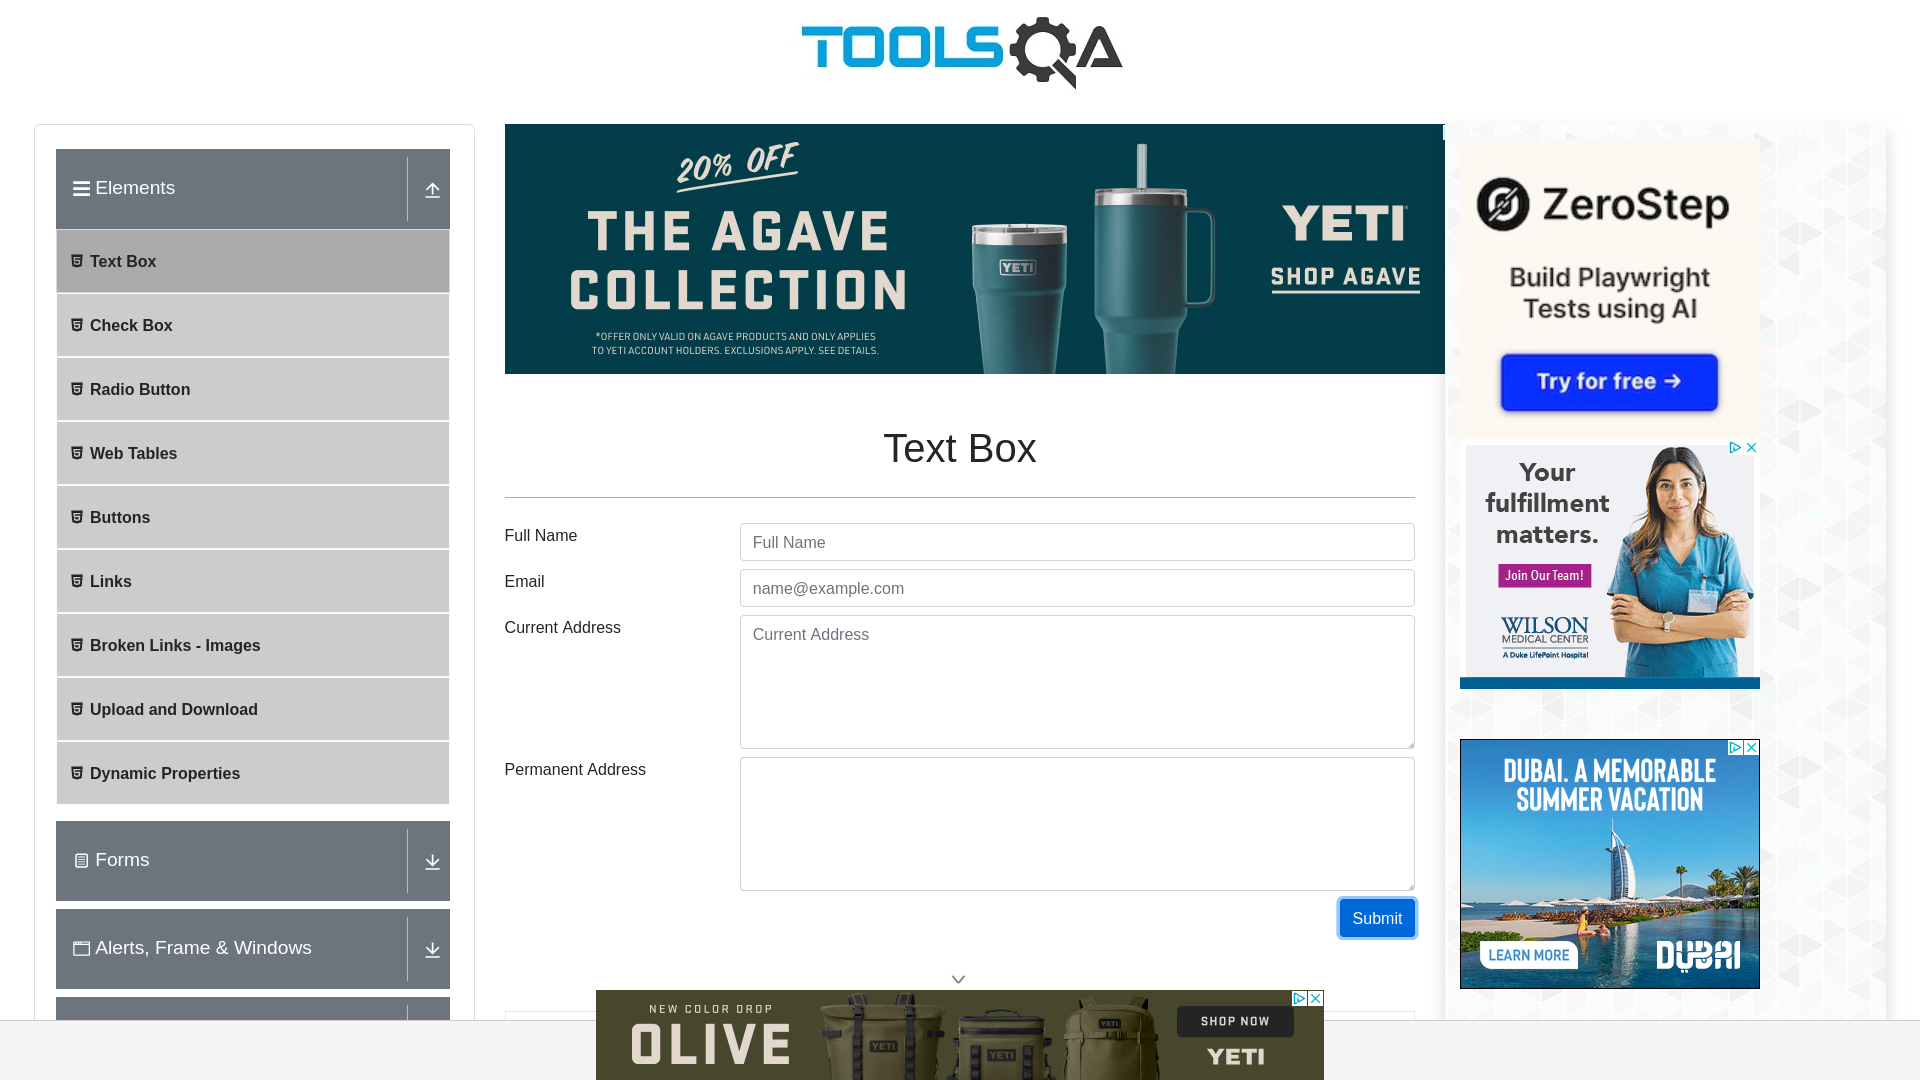 TOOLSQA
Elements
Text Box
Check Box
Radio Button
Web Tables
Buttons
Links
Broken Links - Images
Upload and Download
Dynamic Properties
Forms
Alerts, Frame & Windows
20% OFF
THE AGAVE
COLLECTION
*OFFER ONLY VALID ON AGAVE PRODUCTS AND ONLY APPLIES
TO YETI ACCOUNT HOLDERS. EXCLUSIONS APPLY. SEE DETAILS.
YETI
YETI
SHOP AGAVE
Text Box
Full Name
Full Name
Email
name@example.com
Current Address
Current Address
Permanent Address
Submit
ZeroStep
Build Playwright
Tests using AI
Try for free →
Your
fulfillment
matters.
Join Our Team!
WILSON
MEDICAL CENTER
A Duke LifePoint Hospital
DUBAI. A MEMORABLE
SUMMER VACATION
LEARN MORE
DUBAI
NEW COLOR DROP
OLIVE
YETI
YETI
YETI
SHOP NOW
YETI